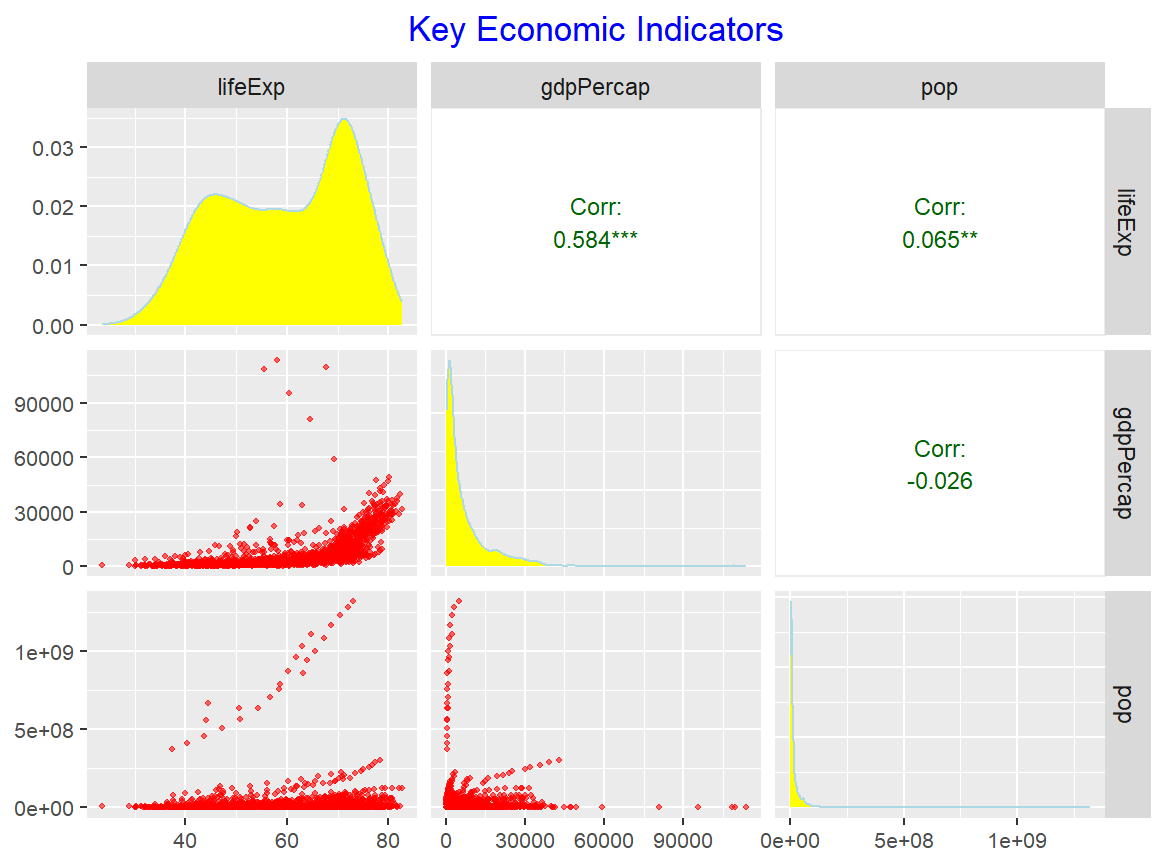 Key Economic Indicators
lifeExp
gdpPercap
pop
0.03
0.02
0.01
0.00
Corr:
0.584***
Corr:
0.065**
lifeExp
90000
60000
30000
0
Corr:
-0.026
gdpPercap
1e+09
5e+08
0e+00
pop
40
60
80
0
30000
60000
90000
0e+00
5e+08
1e+09